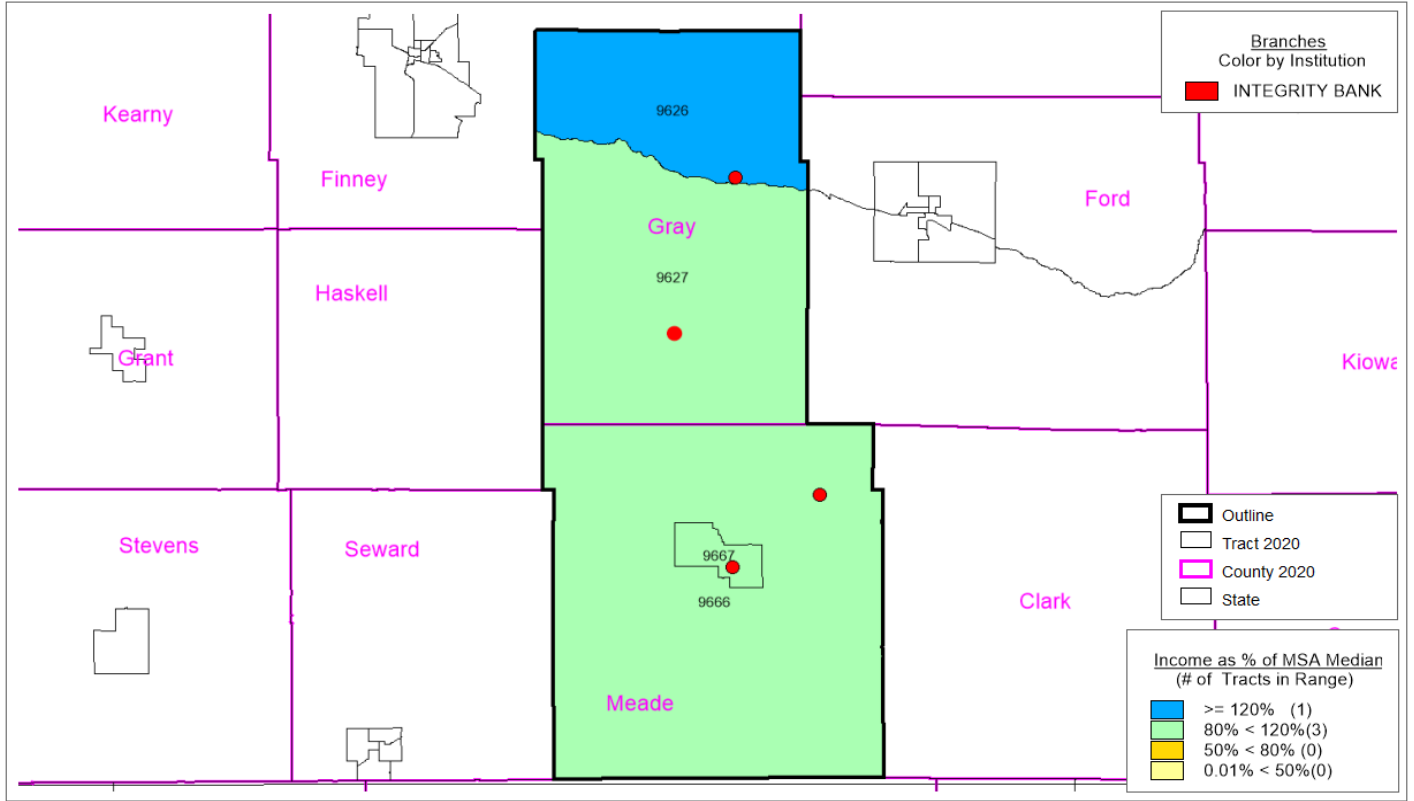 Branches
Color by Institution
INTEGRITY BANK
Kearny
9626
Finney
Ford
Gray
9627
Haskell
Grant
Kiowa
Stevens
Seward
9667
9666
Clark
Meade
Outline
Tract 2020
County 2020
State
Income as % of MSA Median
(# of Tracts in Range)
>= 120% (1)
80% < 120%(3)
50% < 80% (0)
0.01% < 50%(0)